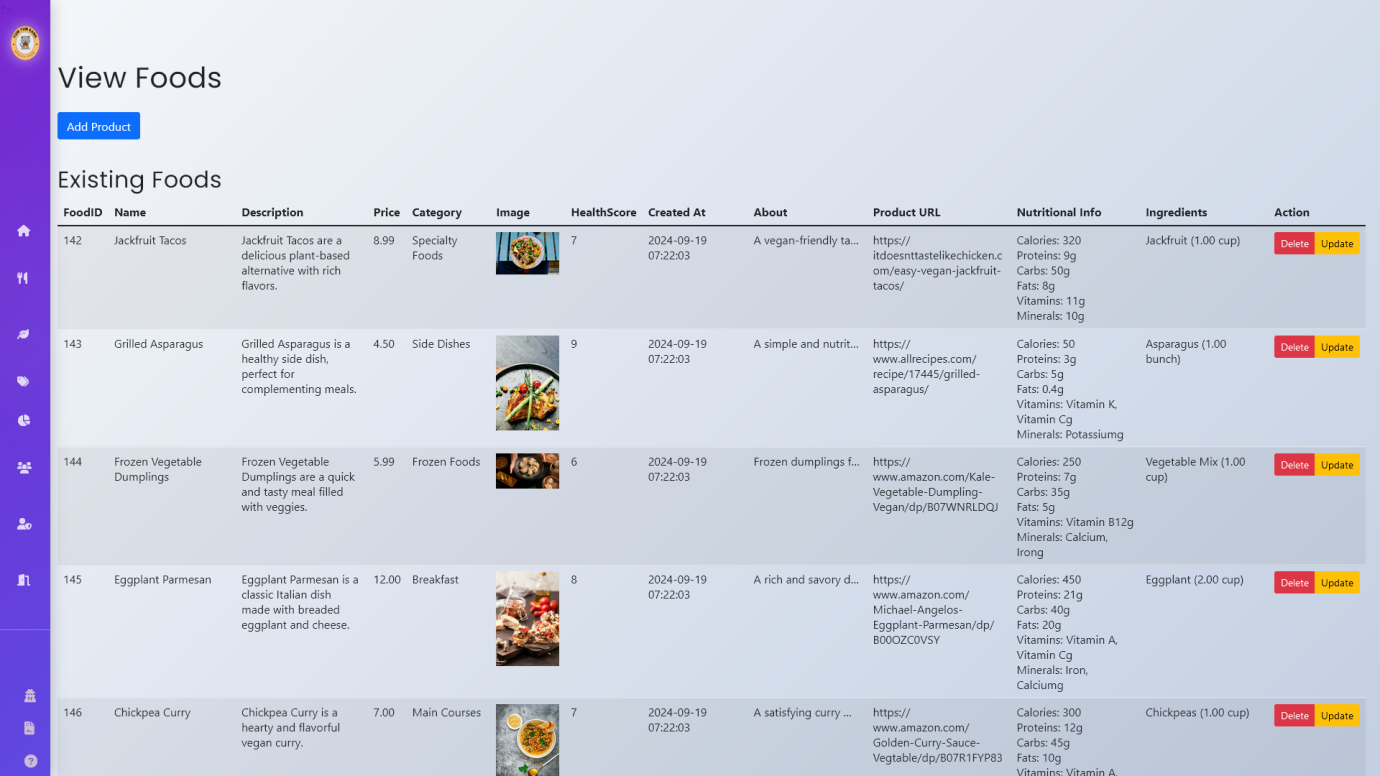 View Foods
Add Product
Existing Foods
FoodID Name Description Price Category Image HealthScore Created At About Product URL Nutritional Info Ingredients Action
142 Jackfruit Tacos Jackfruit Tacos are a 8.99 Specialty 7 2024-09-19 A vegan-friendly ta... https:// Calories: 320 Jackfruit (1.00 cup) Delete Update
delicious plant-based Foods 07:22:03 itdoesnttastelikechicken.c Proteins: 9g
alternative with rich om/easy-vegan-jackfruit- Carbs: 50g
flavors. tacos/ Fats: 8g
Vitamins: 11g
Minerals: 10g
143 Grilled Asparagus Grilled Asparagus is a 4.50 Side Dishes 9 2024-09-19 A simple and nutrit... https:// Calories: 50 Asparagus (1.00 Delete Update
healthy side dish, 07:22:03 www.allrecipes.com/ Proteins: 3g bunch)
perfect for recipe/17445/grilled- Carbs: 5g
complementing meals. asparagus/ Fats: 0.4g
Vitamins: Vitamin K,
Vitamin Cg
Minerals: Potassiumg
144 Frozen Vegetable Frozen Vegetable 5.99 Frozen Foods 6 2024-09-19 Frozen dumplings f... https:// Calories: 250 Vegetable Mix (1.00 Delete Update
Dumplings Dumplings are a quick 07:22:03 www.amazon.com/Kale- Proteins: 7g cup)
and tasty meal filled Vegetable-Dumpling- Carbs: 35g
with veggies. Vegan/dp/B07WNRLDQJ Fats: 5g
Vitamins: Vitamin B12g
Minerals: Calcium,
Irong
145 Eggplant Parmesan Eggplant Parmesan is a 12.00 Breakfast 8 2024-09-19 A rich and savory d... https:// Calories: 450 Eggplant (2.00 cup) Delete Update
classic Italian dish 07:22:03 www.amazon.com/ Proteins: 21g
made with breaded Michael-Angelos- Carbs: 40g
eggplant and cheese. Eggplant-Parmesan/dp/ Fats: 20g
B00OZC0VSY Vitamins: Vitamin A,
Vitamin Cg
Minerals: Iron,
Calciumg
146 Chickpea Curry Chickpea Curry is a 7.00 Main Courses 7 2024-09-19 A satisfying curry ... https:// Calories: 300 Chickpeas (1.00 cup) Delete Update
hearty and flavorful 07:22:03 www.amazon.com/ Proteins: 12g
vegan curry. Golden-Curry-Sauce- Carbs: 45g
Vegtable/dp/B07R1FYP83 Fats: 10g
Vitamins: Vitamin A,